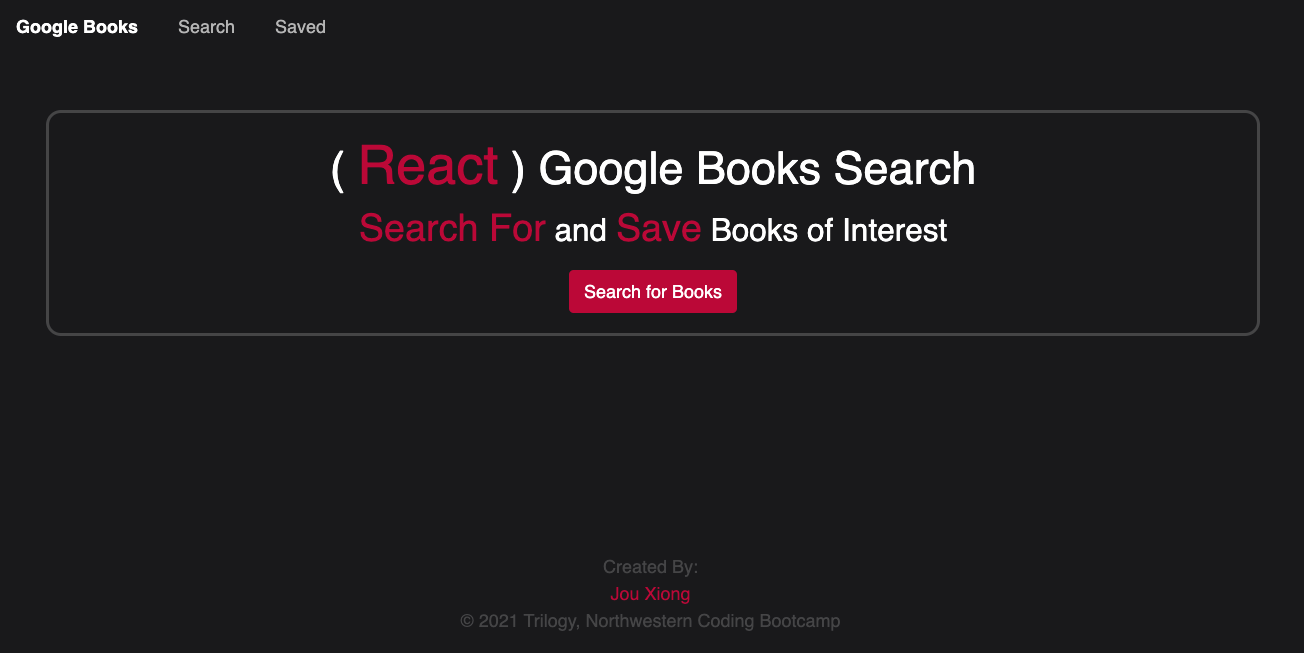 Google Books Search Saved
( React ) Google Books Search
Search For and Save Books of Interest
Search for Books
Created By:
Jou Xiong
© 2021 Trilogy, Northwestern Coding Bootcamp